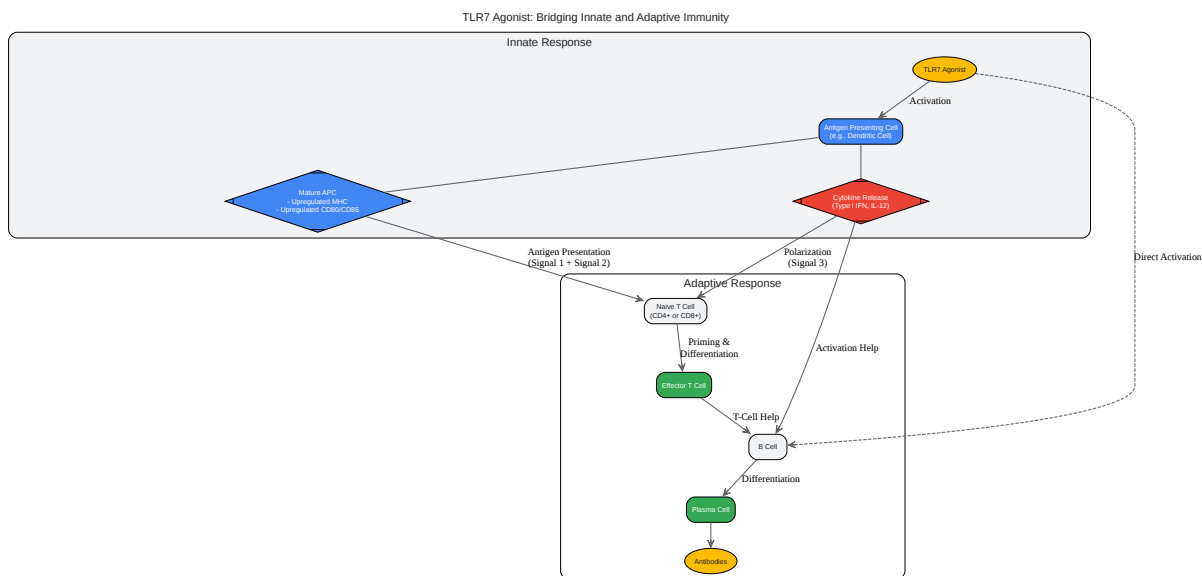 TLR7 Agonist: Bridging Innate and Adaptive Immunity
Innate Response
TLR7 Agonist
Activation
Antigen Presenting Cell
(e.g., Dendritic Cell)
Mature APC
- Upregulated MHC
- Upregulated CD80/CD86
Cytokine Release
(Type I IFN, IL-12)
Antigen Presentation
(Signal 1 + Signal 2)
Polarization
(Signal 3)
Direct Activation
Adaptive Response
Naive T Cell
(CD4+ or CD8+)
Priming &
Differentiation
Activation Help
Effector T Cell
T-Cell Help
B Cell
Differentiation
Plasma Cell
Antibodies